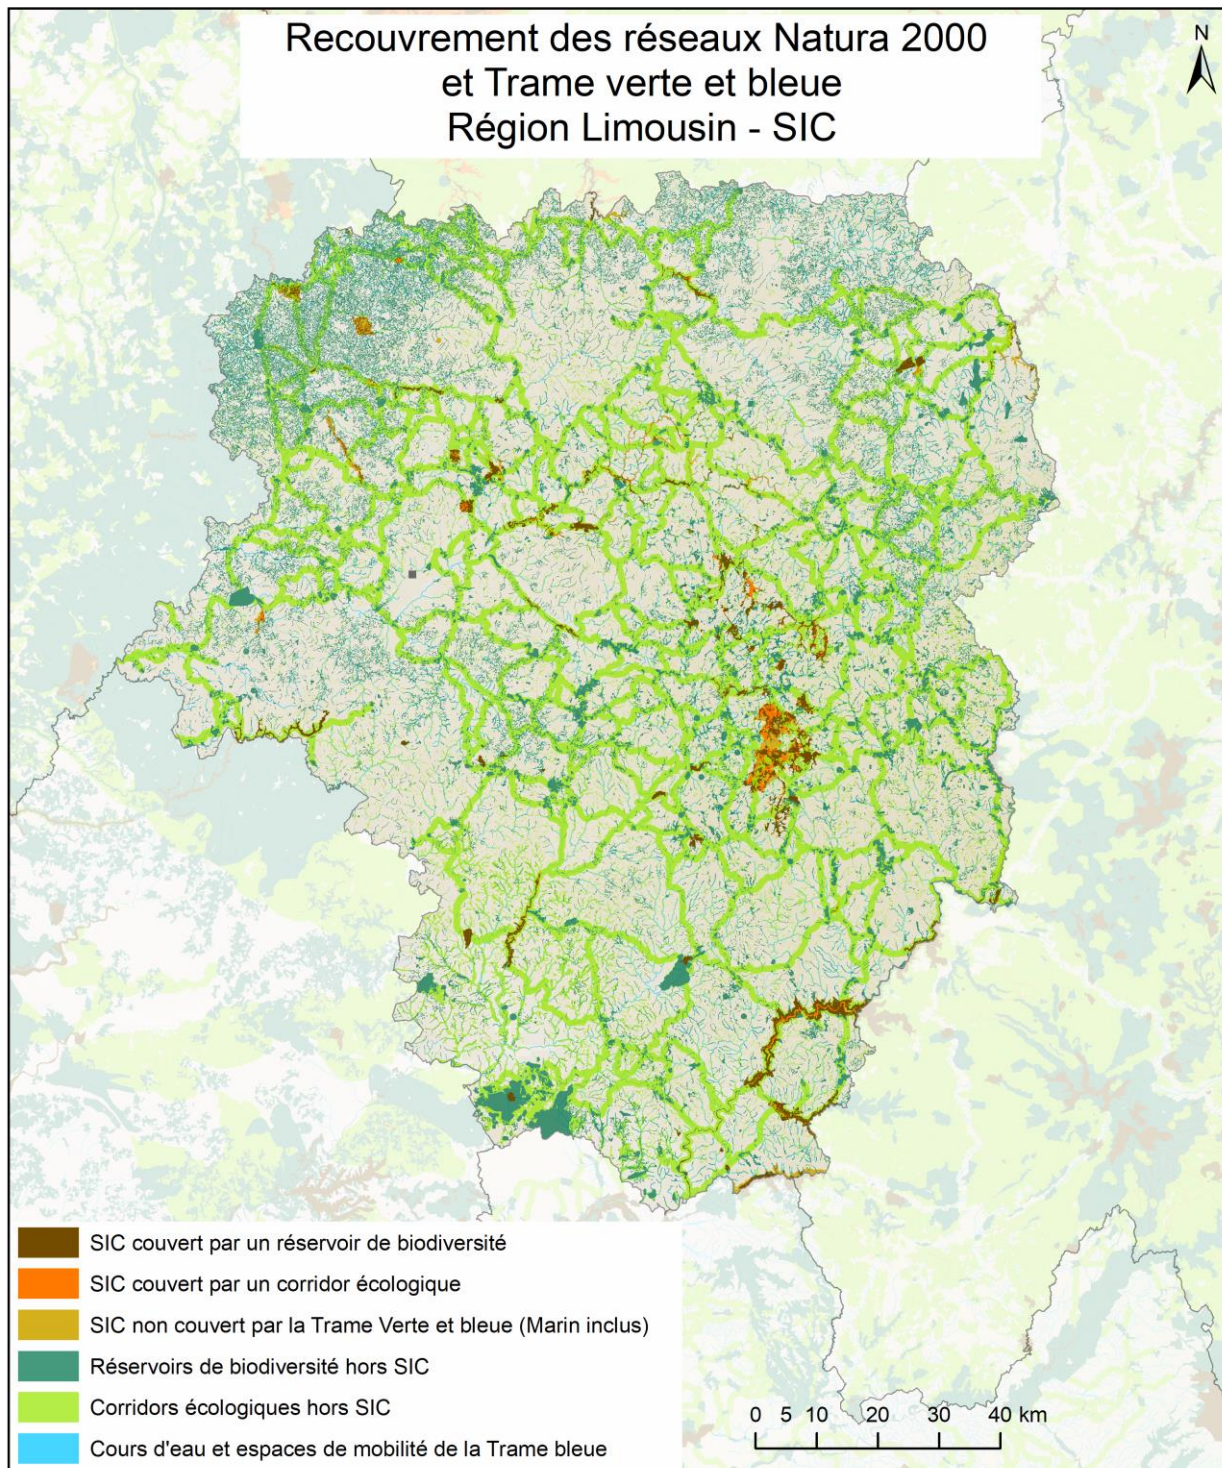 Recouvrement des réseaux Natura 2000
et Trame verte et bleue
Région Limousin - SIC
N
SIC couvert par un réservoir de biodiversité
SIC couvert par un corridor écologique
SIC non couvert par la Trame Verte et bleue (Marin inclus)
Réservoirs de biodiversité hors SIC
Corridors écologiques hors SIC
Cours d'eau et espaces de mobilité de la Trame bleue
0 5 10 20 30 40 km